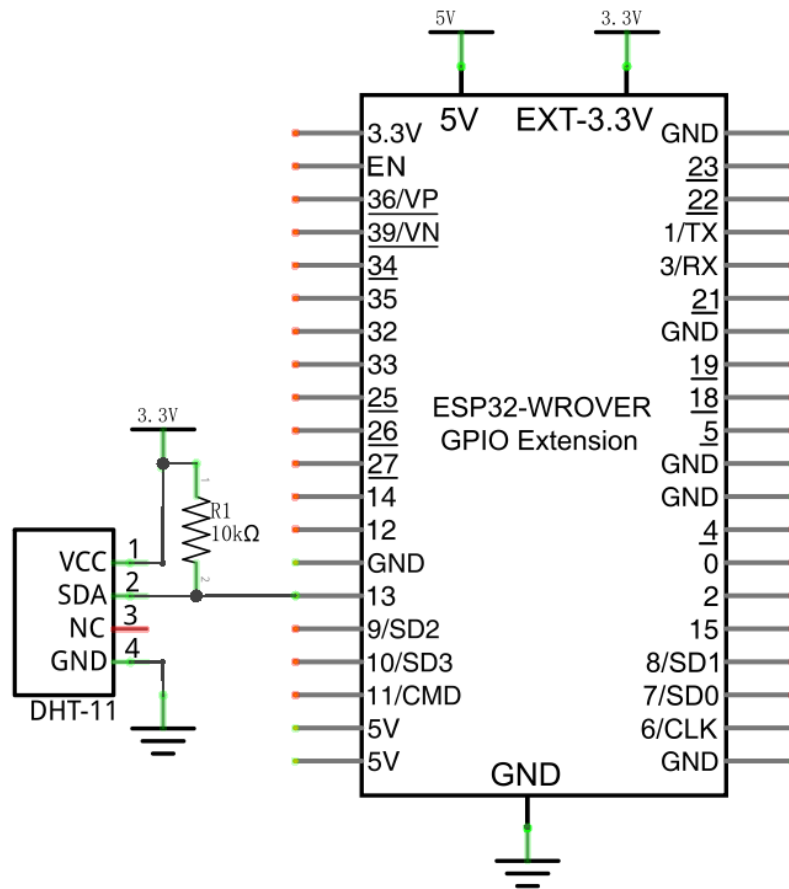 5V
3.3V
5V EXT-3.3V
3.3V GND
EN 23
36/VP 22
39/VN 1/TX
34 3/RX
35 21
32 GND
33 19
25 18
ESP32-WROVER
26 5
GPIO Extension
27 GND
14 GND
12 4
GND 0
13 2
9/SD2 15
10/SD3 8/SD1
11/CMD 7/SD0
5V 6/CLK
5V GND
GND
3.3V
1
R1
10kΩ
2
VCC 1
SDA 2
NC 3
GND 4
DHT-11